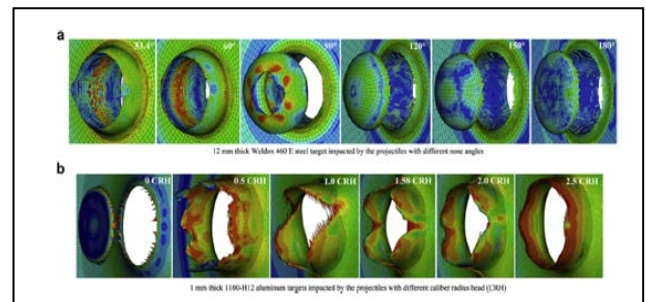 a
33.4° 60° 90° 120° 150° 180°
12 mm thick Weldox 460 E steel target impacted by the projectiles with different nose angles
b
0 CRH 0.5 CRH 1.0 CRH 1.58 CRH 2.0 CRH 2.5 CRH
1 mm thick 1100-H12 aluminum targets impacted by the projectiles with different caliber radius head (CRH)